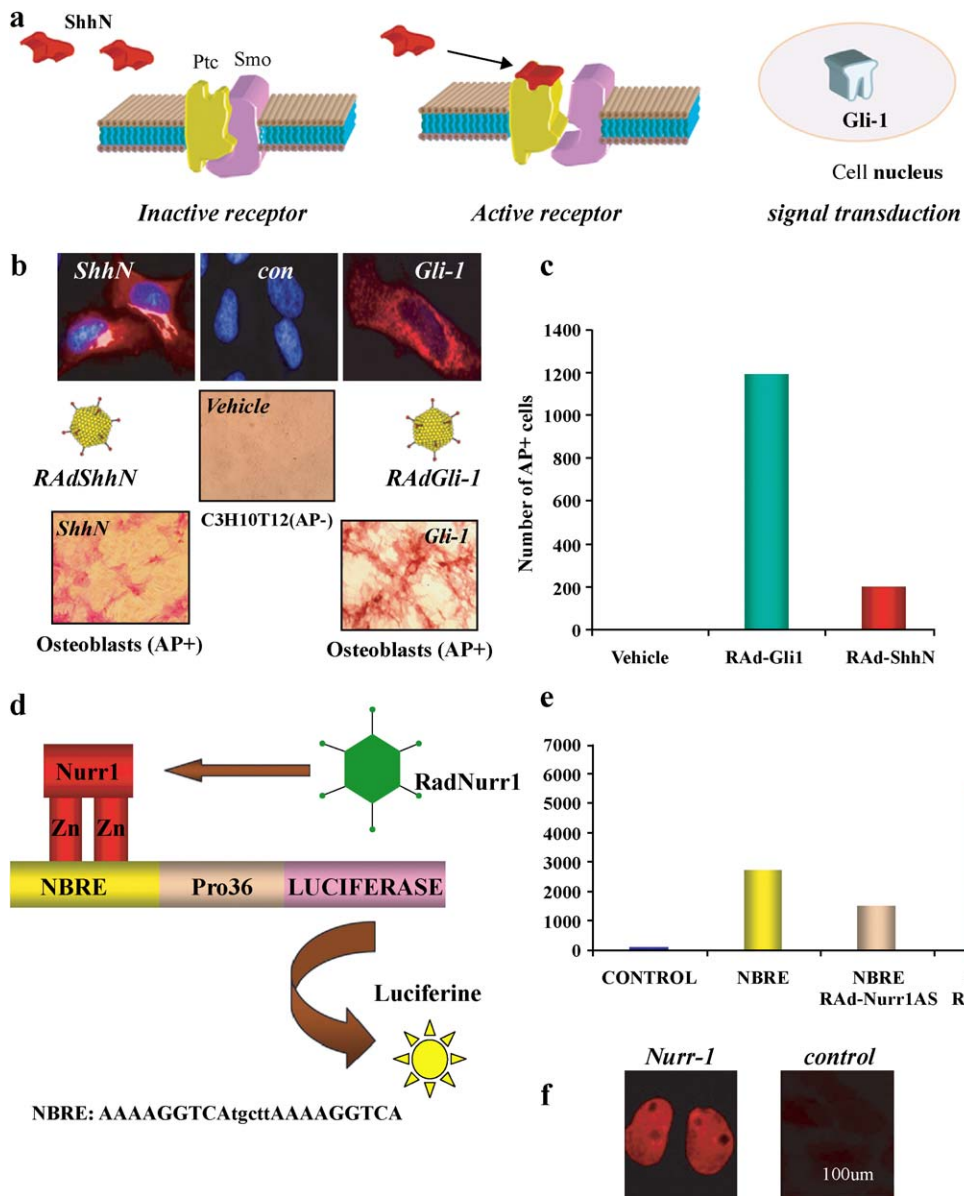 a
ShhN
Ptc
Smo
Gli-1
Cell nucleus
Inactive receptor
Active receptor
signal transduction
b
ShhN
con
Gli-1
RAdShhN
Vehicle
RAdGli-1
C3H10T12(AP-)
ShhN
Gli-1
Osteoblasts (AP+)
Osteoblasts (AP+)
c
Number of AP+ cells
1400
1200
1000
800
600
400
200
0
Vehicle
RAd-Gli1
RAd-ShhN
d
Nurr1
RadNurr1
Zn
Zn
NBRE
Pro36
LUCIFERASE
Luciferine
NBRE: AAAAGGTCAtgcttAAAAGGTCA
e
7000
6000
5000
4000
3000
2000
1000
0
CONTROL
NBRE
NBRE
RAd-Nurr1AS
R
f
Nurr-1
control
100um